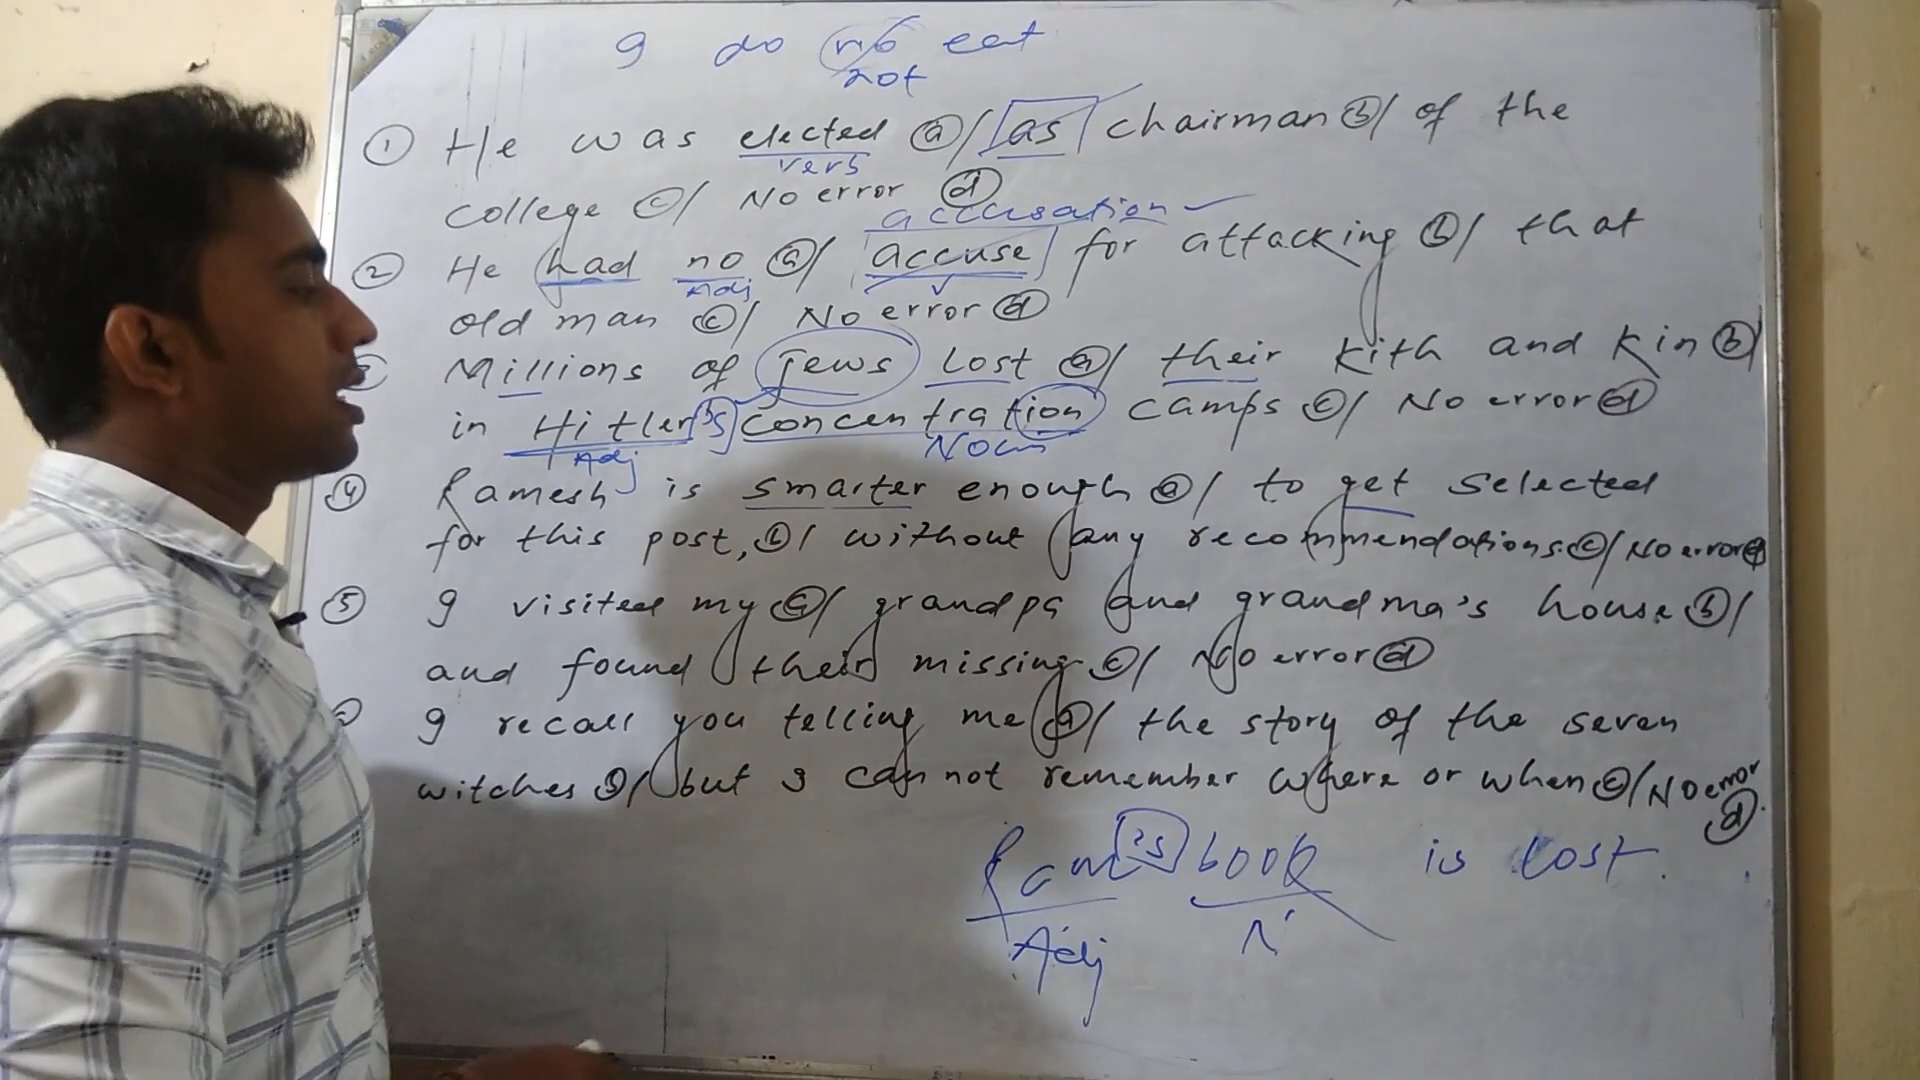 I do no eat
not
① He was elected ⓐ/ as chairman ⓑ/ of the
verb
college ⓒ/ No error ⓓ
accusation
② He had no ⓐ/ accuse for attacking ⓑ/ that
Adj
old man ⓒ/ No error ⓓ
Millions of jews lost ⓐ/ their kith and kin ⓑ/
in Hitler's concentration camps ⓒ/ No error ⓓ
Adj Noun
④ Ramesh is smarter enough ⓐ/ to get selected
for this post, ⓑ/ without any recommendations. ⓒ/ No error ⓓ
⑤ I visited my ⓐ/ grandpa and grandma's house ⓑ/
and found their missing. ⓒ/ No error ⓓ
I recall you telling me ⓐ/ the story of the seven
witches ⓑ/ but I can not remember where or when ⓒ/ No error
ⓓ
Ram's book is lost.
Adj N